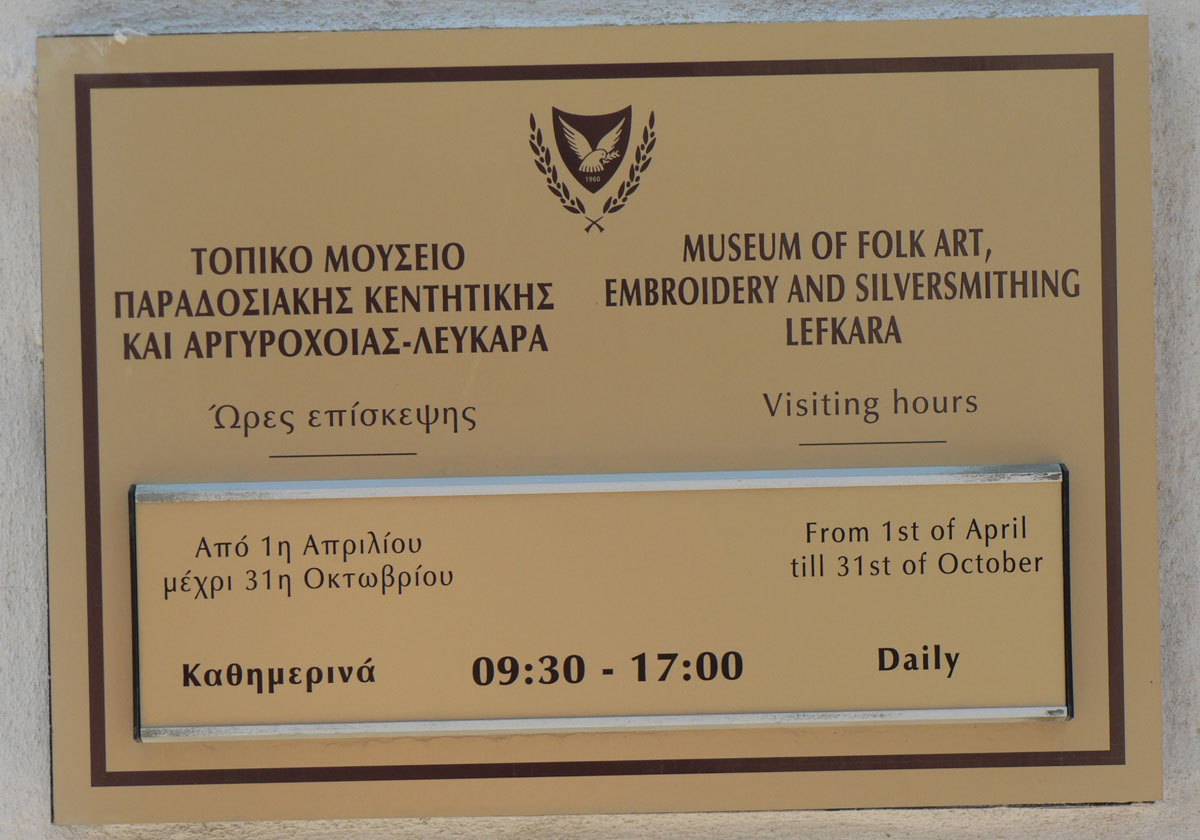 1960
ΤΟΠΙΚΟ ΜΟΥΣΕΙΟ
ΠΑΡΑΔΟΣΙΑΚΗΣ ΚΕΝΤΗΤΙΚΗΣ
ΚΑΙ ΑΡΓΥΡΟΧΟΙΑΣ-ΛΕΥΚΑΡΑ
Ώρες επίσκεψης
MUSEUM OF FOLK ART,
EMBROIDERY AND SILVERSMITHING
LEFKARA
Visiting hours
Από 1η Απριλίου
μέχρι 31η Οκτωβρίου
From 1st of April
till 31st of October
Καθημερινά 09:30 - 17:00 Daily